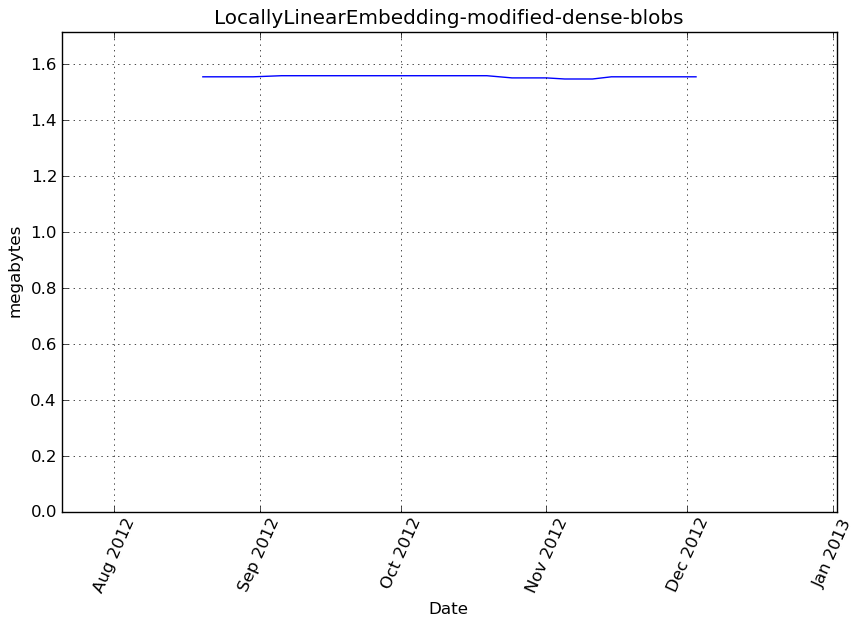 LocallyLinearEmbedding-modified-dense-blobs
1.6
1.4
1.2
1.0
0.8
0.6
0.4
0.2
0.0
megabytes
Aug 2012
Sep 2012
Oct 2012
Nov 2012
Dec 2012
Jan 2013
Date